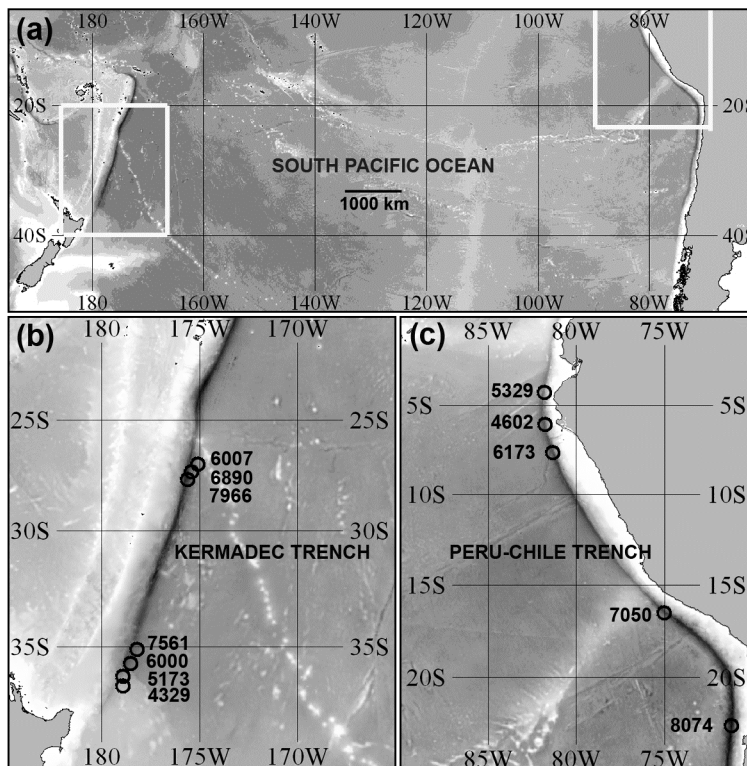 (a)
180 160W 140W 120W 100W 80W
20S 20S
SOUTH PACIFIC OCEAN
1000 km
40S 40S
180 160W 140W 120W 100W 80W
(b)
180 175W 170W
25S 25S
6007
6890
7966
30S 30S
KERMADEC TRENCH
7561
35S 35S
6000
5173
4329
180 175W 170W
(c)
85W 80W 75W
5329
5S 5S
4602
6173
10S 10S
PERU-CHILE TRENCH
15S 15S
7050
20S 20S
8074
85W 80W 75W